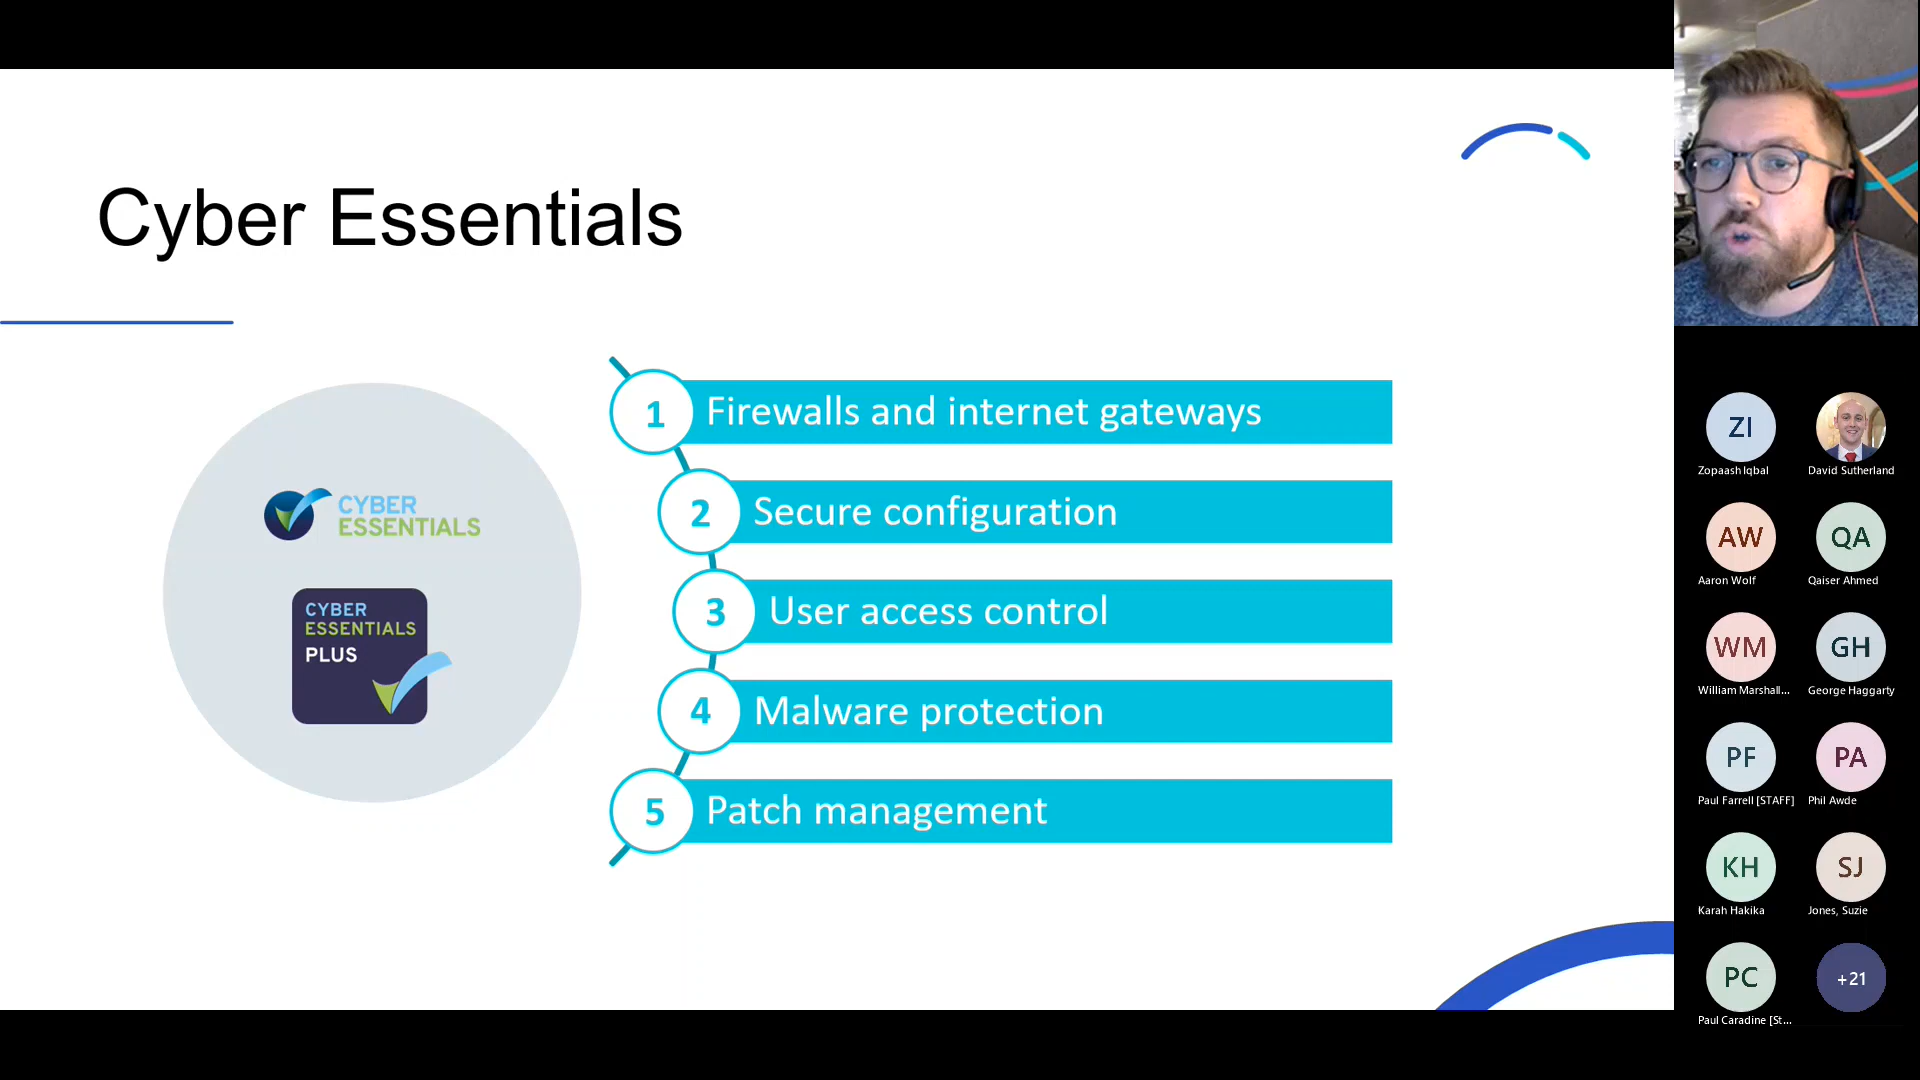 Cyber Essentials
CYBER
ESSENTIALS
CYBER
ESSENTIALS
PLUS
1 Firewalls and internet gateways
2 Secure configuration
3 User access control
4 Malware protection
5 Patch management
ZI
Zopaash Iqbal
David Sutherland
AW
Aaron Wolf
QA
Qaiser Ahmed
WM
William Marshall...
GH
George Haggarty
PF
Paul Farrell [STAFF]
PA
Phil Awde
KH
Karah Hakika
SJ
Jones, Suzie
PC
Paul Caradine [St...
+21